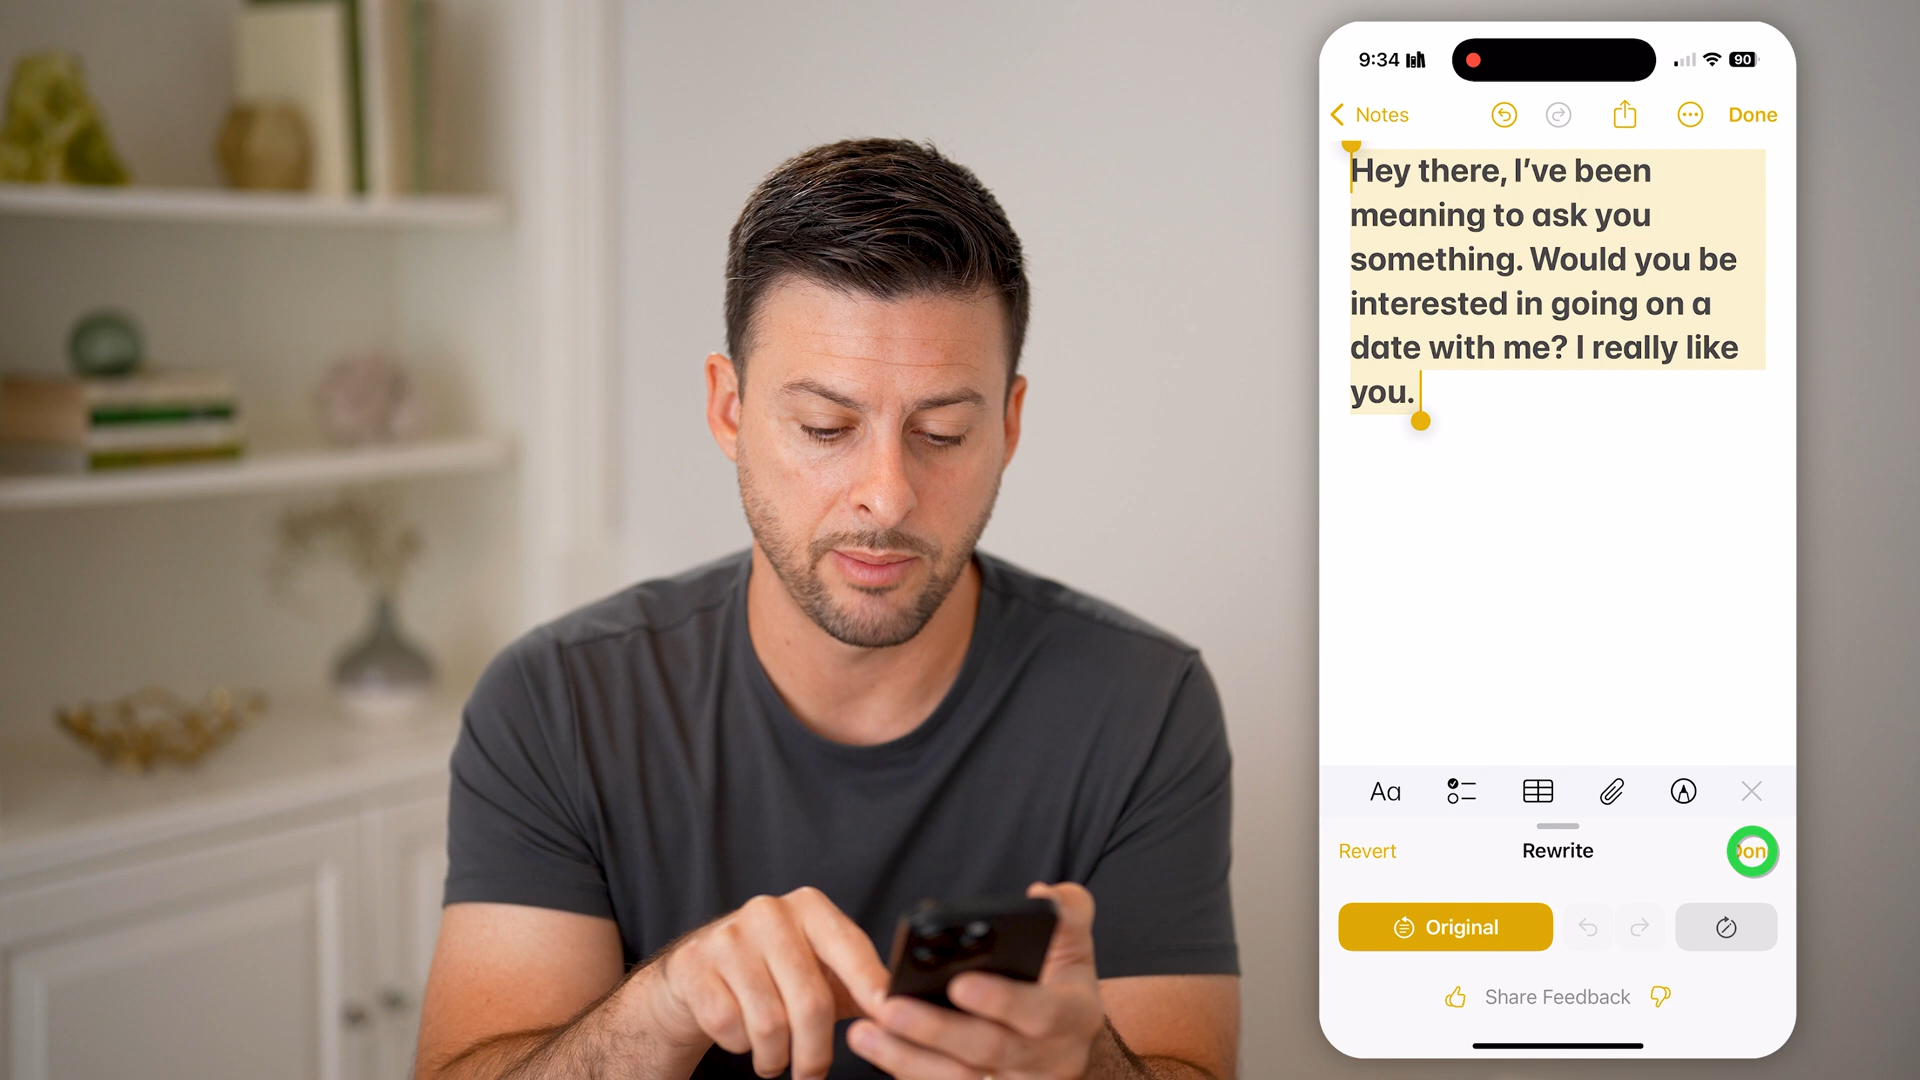 9:34
90
Notes
Done
Hey there, I’ve been
meaning to ask you
something. Would you be
interested in going on a
date with me? I really like
you.
Aa
Revert
Rewrite
Done
Original
Share Feedback